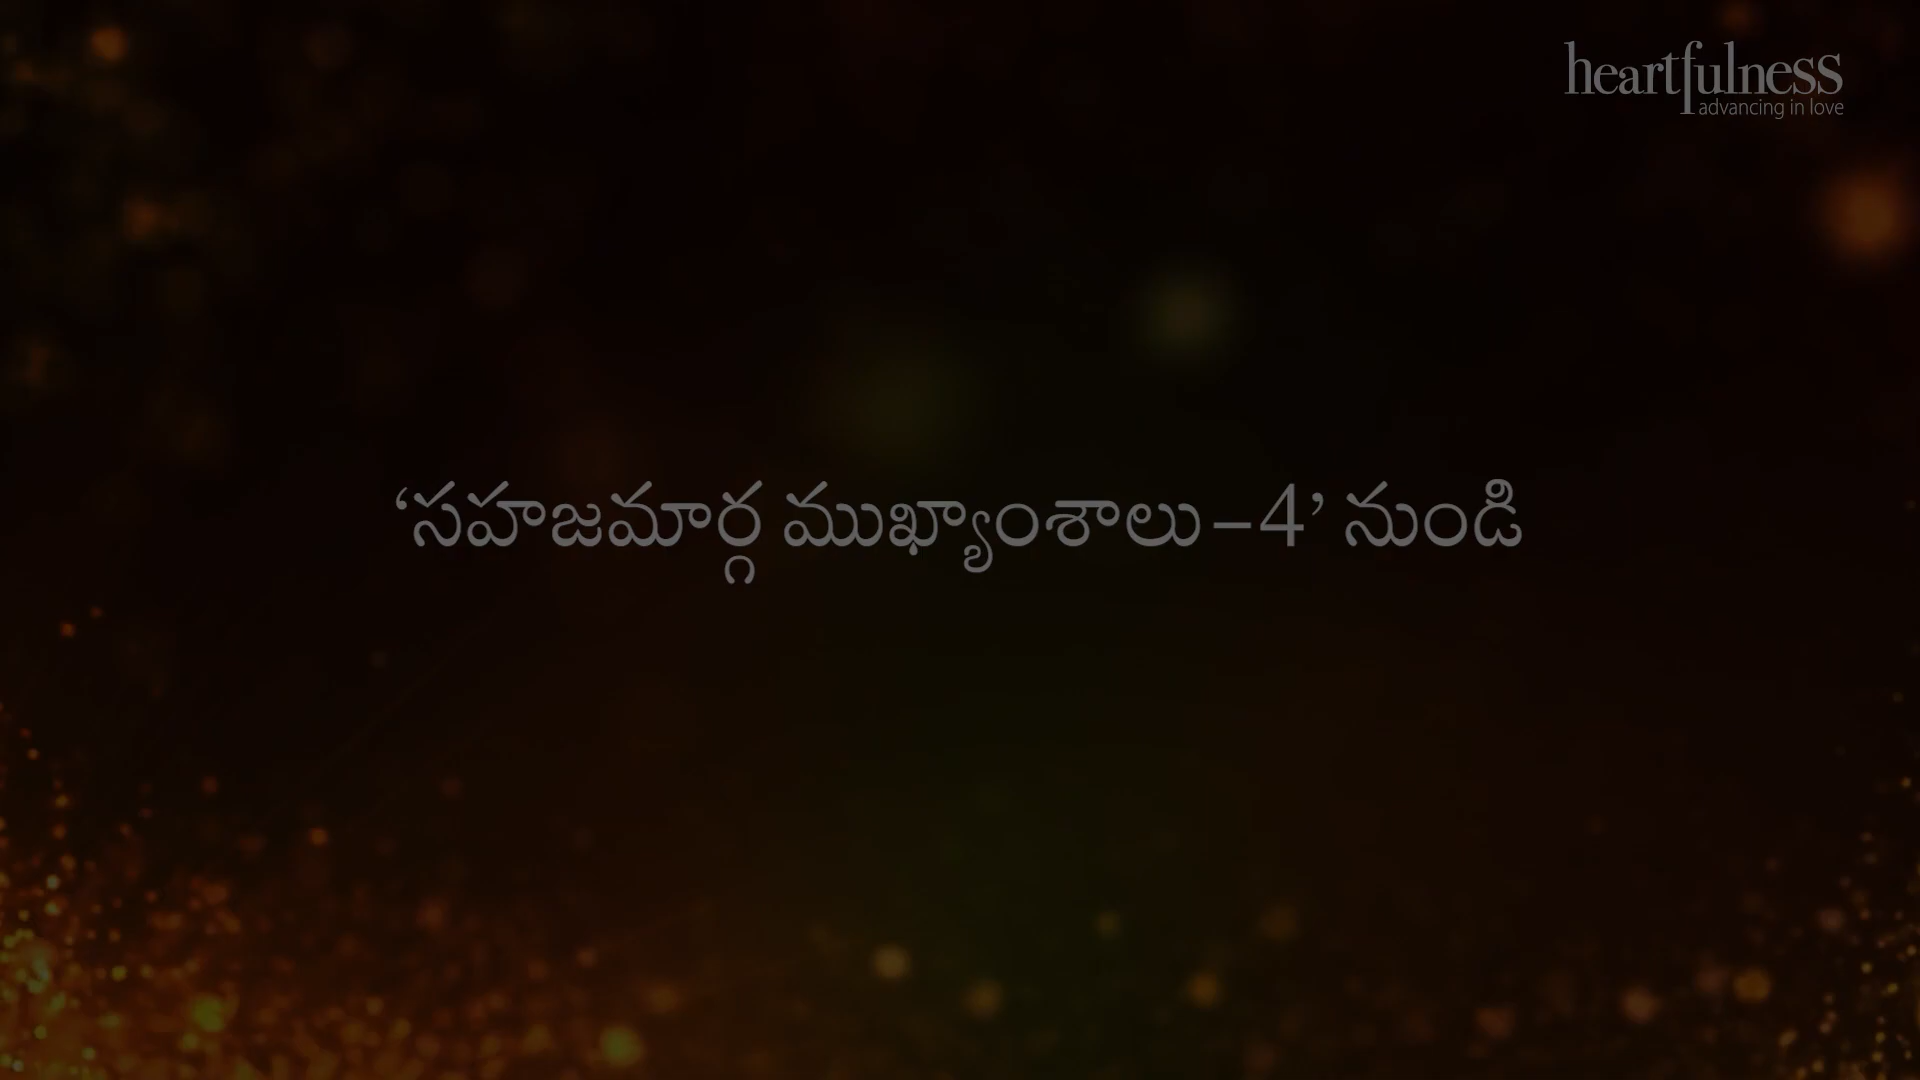 heartfulness
advancing in love
‘సహజమార్గ ముఖ్యాంశాలు–4’ నుండి